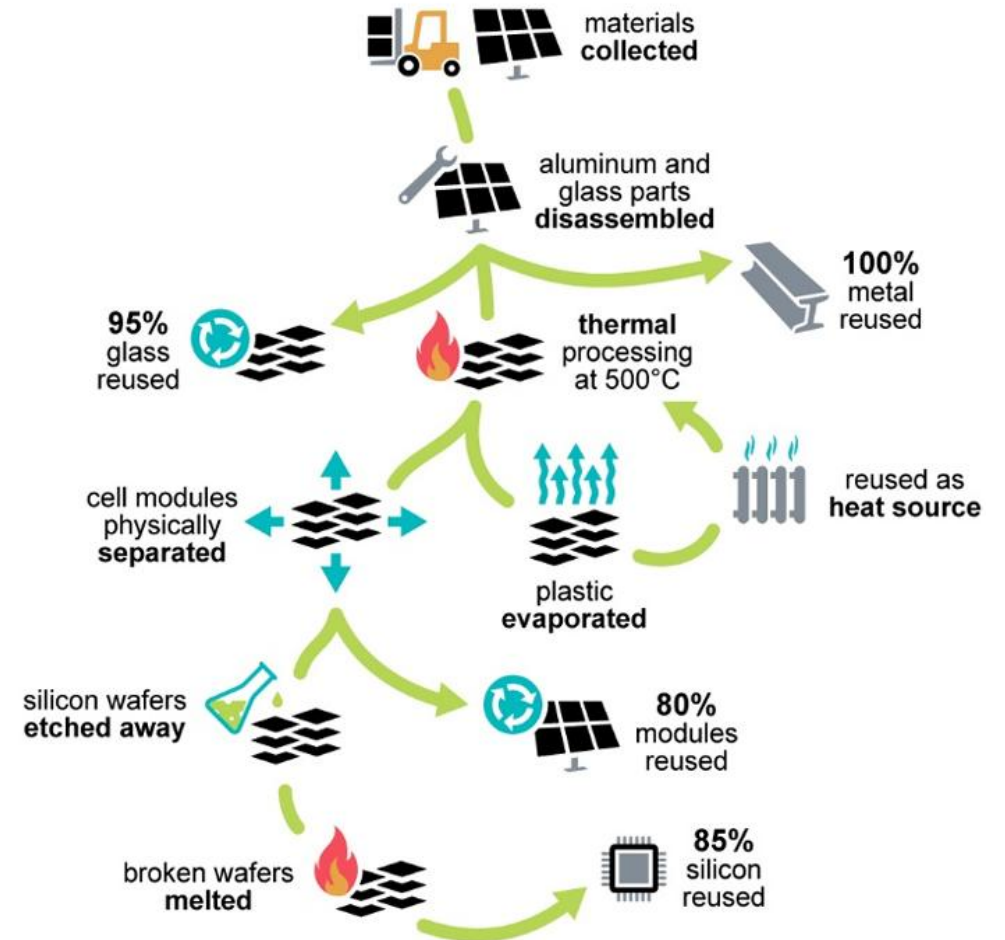 materials
collected
aluminum and
glass parts
disassembled
100%
metal
reused
95%
glass
reused
thermal
processing
at 500°C
cell modules
physically
separated
plastic
evaporated
reused as
heat source
silicon wafers
etched away
80%
modules
reused
broken wafers
melted
85%
silicon
reused